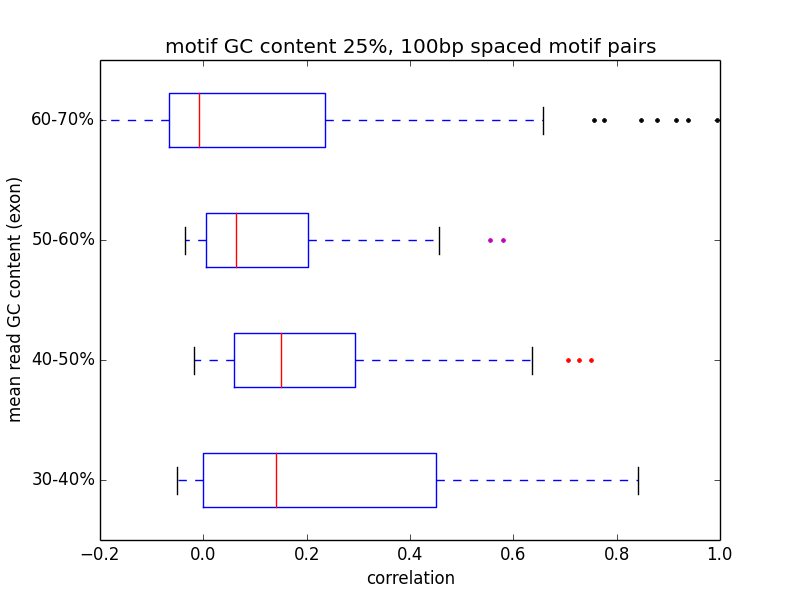 motif GC content 25%, 100bp spaced motif pairs
mean read GC content (exon)
60-70%
50-60%
40-50%
30-40%
−0.2 0.0 0.2 0.4 0.6 0.8 1.0
correlation